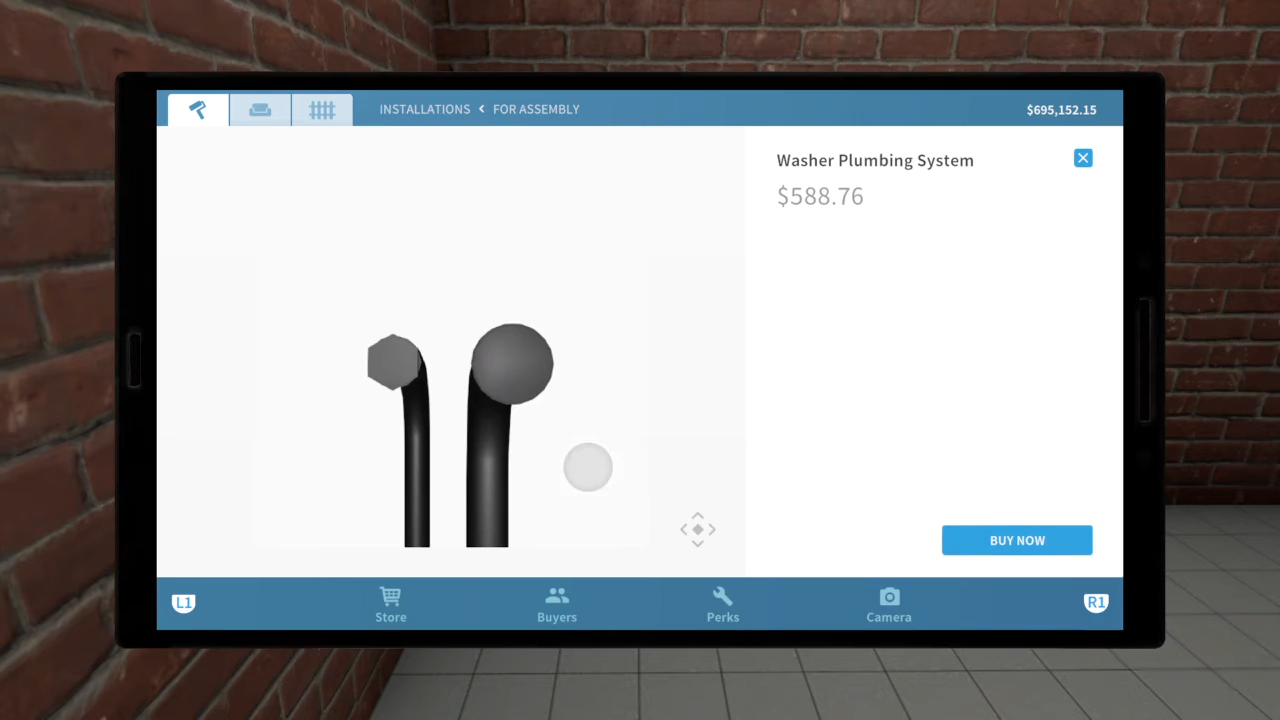 INSTALLATIONS < FOR ASSEMBLY
$695,152.15
Washer Plumbing System
$588.76
BUY NOW
L1
Store
Buyers
Perks
Camera
R1